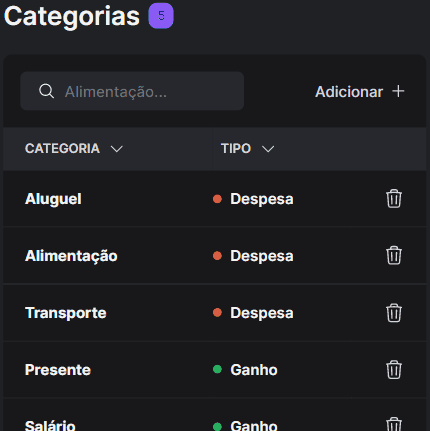 Categorias 5
Alimentação...
Adicionar +
CATEGORIA TIPO
Aluguel Despesa
Alimentação Despesa
Transporte Despesa
Presente Ganho
Salário Ganho